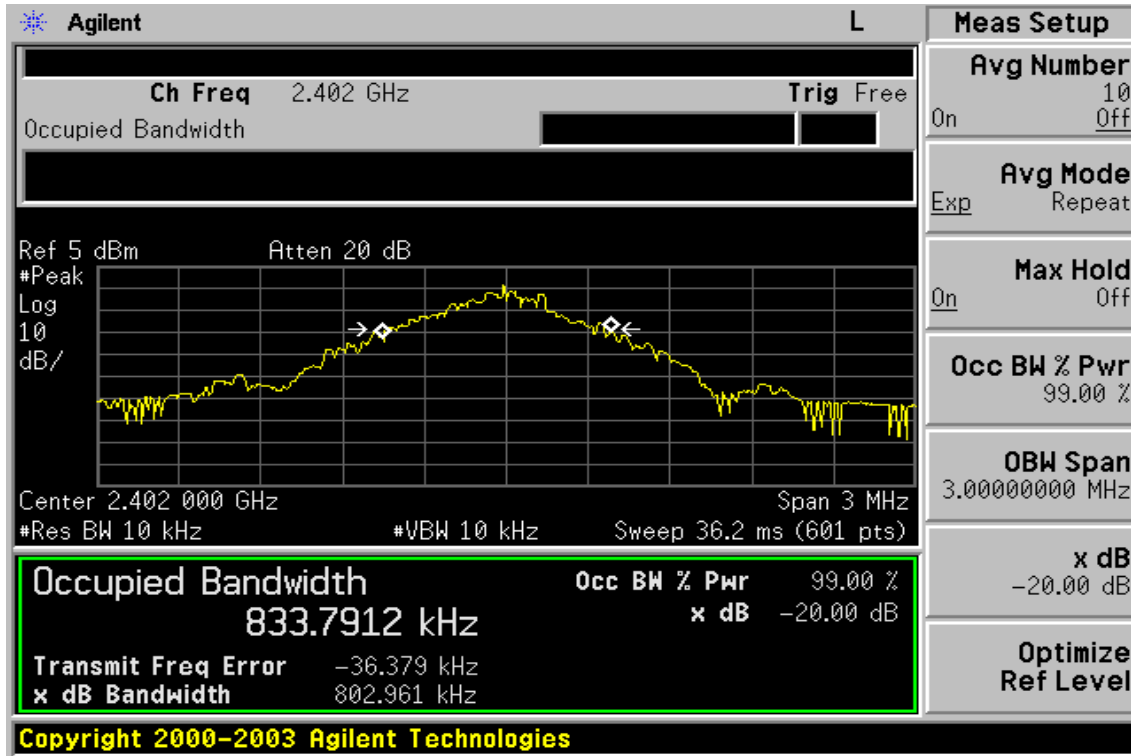 Agilent L
Ch Freq 2.402 GHz Trig Free
Occupied Bandwidth
Ref 5 dBm Atten 20 dB
#Peak
Log
10
dB/
Center 2.402 000 GHz Span 3 MHz
#Res BW 10 kHz #VBW 10 kHz Sweep 36.2 ms (601 pts)
Occupied Bandwidth Occ BW % Pwr 99.00 %
833.7912 kHz x dB -20.00 dB
Transmit Freq Error -36.379 kHz
x dB Bandwidth 802.961 kHz
Copyright 2000-2003 Agilent Technologies
Meas Setup
Avg Number
10
On Off
Avg Mode
Exp Repeat
Max Hold
On Off
Occ BW % Pwr
99.00 %
OBW Span
3.00000000 MHz
x dB
-20.00 dB
Optimize
Ref Level